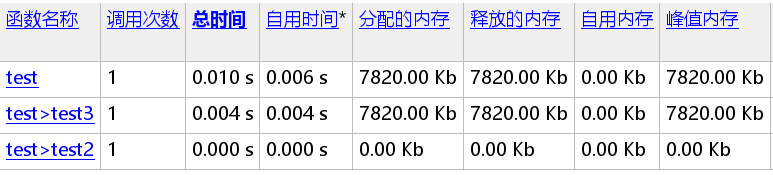 函数名称 调用次数 总时间 自用时间* 分配的内存 释放的内存 自用内存 峰值内存
test 1 0.010 s 0.006 s 7820.00 Kb 7820.00 Kb 0.00 Kb 7820.00 Kb
test>test3 1 0.004 s 0.004 s 7820.00 Kb 7820.00 Kb 0.00 Kb 7820.00 Kb
test>test2 1 0.000 s 0.000 s 0.00 Kb 0.00 Kb 0.00 Kb 0.00 Kb